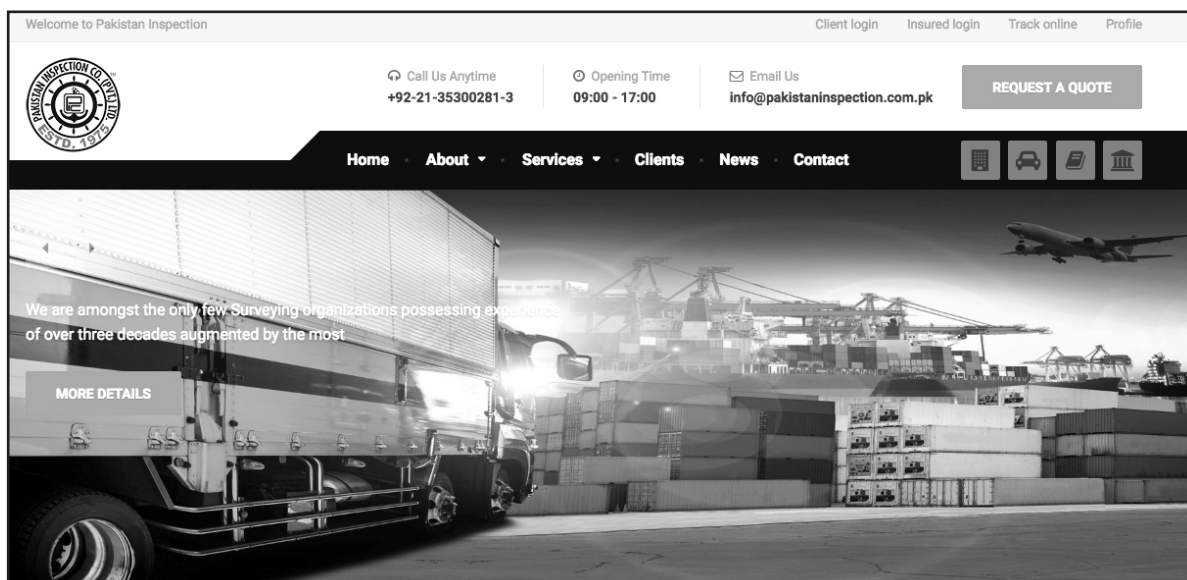 Welcome to Pakistan Inspection
Client login Insured login Track online Profile
PAKISTAN INSPECTION CO. (PVT.) LTD
ESTD. 1975
Call Us Anytime
+92-21-35300281-3
Opening Time
09:00 - 17:00
Email Us
info@pakistaninspection.com.pk
REQUEST A QUOTE
Home About Services Clients News Contact
We are amongst the only few Surveying organizations possessing experience
of over three decades augmented by the most
MORE DETAILS